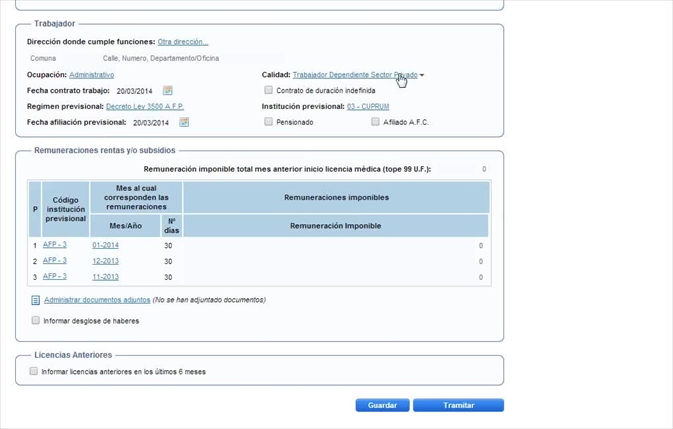 Trabajador
Dirección donde cumple funciones: Otra dirección...
Comuna Calle, Numero, Departamento/Oficina
Ocupación: Administrativo Calidad: Trabajador Dependiente Sector Privado
Fecha contrato trabajo: 20/03/2014 Contrato de duración indefinida
Regimen previsional: Decreto Ley 3500 A.F.P. Institución previsional: 03 - CUPRUM
Fecha afiliación previsional: 20/03/2014 Pensionado Afiliado A.F.C.
Remuneraciones rentas y/o subsidios
Remuneración imponible total mes anterior inicio licencia médica (tope 99 U.F.): 0
P Código institución previsional Mes al cual corresponden las remuneraciones Remuneraciones imponibles
Mes/Año Nº días Remuneración Imponible
1 AFP - 3 01-2014 30 0
2 AFP - 3 12-2013 30 0
3 AFP - 3 11-2013 30 0
Administrar documentos adjuntos (No se han adjuntado documentos)
Informar desglose de haberes
Licencias Anteriores
Informar licencias anteriores en los últimos 6 meses
Guardar Tramitar